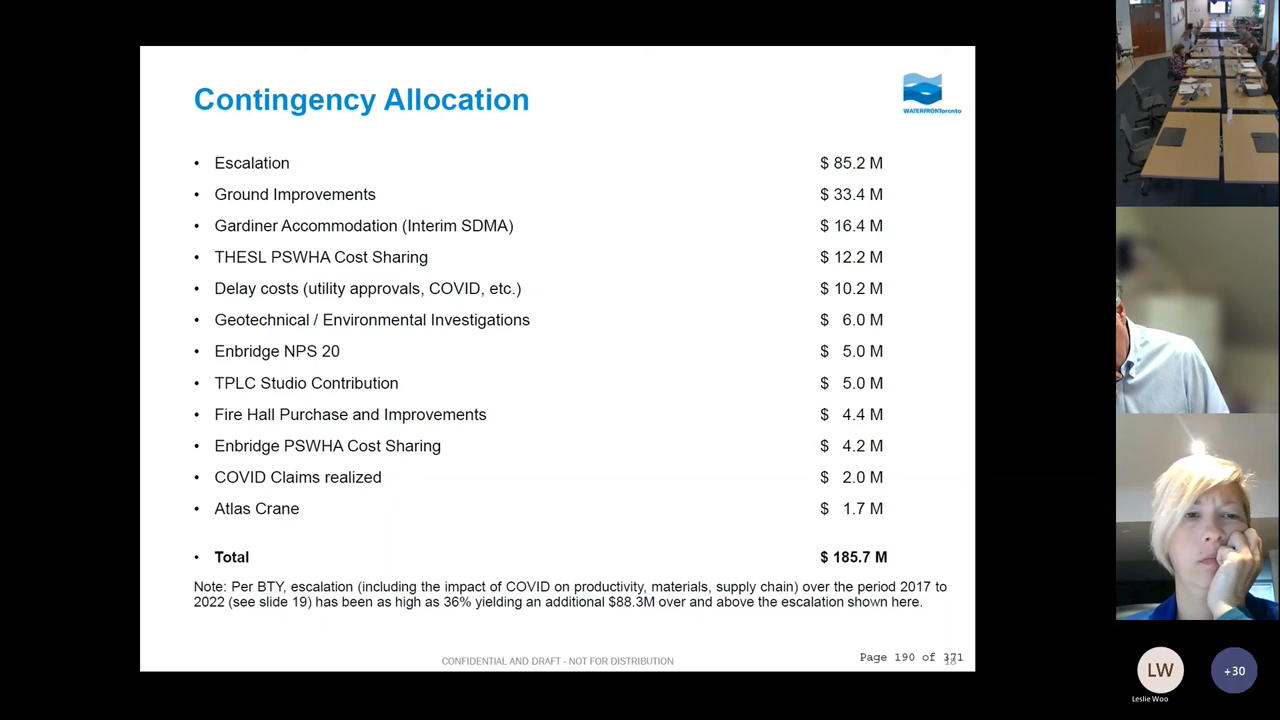 Contingency Allocation
WATERFRONToronto
• Escalation $ 85.2 M
• Ground Improvements $ 33.4 M
• Gardiner Accommodation (Interim SDMA) $ 16.4 M
• THESL PSWHA Cost Sharing $ 12.2 M
• Delay costs (utility approvals, COVID, etc.) $ 10.2 M
• Geotechnical / Environmental Investigations $ 6.0 M
• Enbridge NPS 20 $ 5.0 M
• TPLC Studio Contribution $ 5.0 M
• Fire Hall Purchase and Improvements $ 4.4 M
• Enbridge PSWHA Cost Sharing $ 4.2 M
• COVID Claims realized $ 2.0 M
• Atlas Crane $ 1.7 M
• Total $ 185.7 M
Note: Per BTY, escalation (including the impact of COVID on productivity, materials, supply chain) over the period 2017 to
2022 (see slide 19) has been as high as 36% yielding an additional $88.3M over and above the escalation shown here.
CONFIDENTIAL AND DRAFT - NOT FOR DISTRIBUTION
Page 190 of 371
LW
Leslie Woo
+30